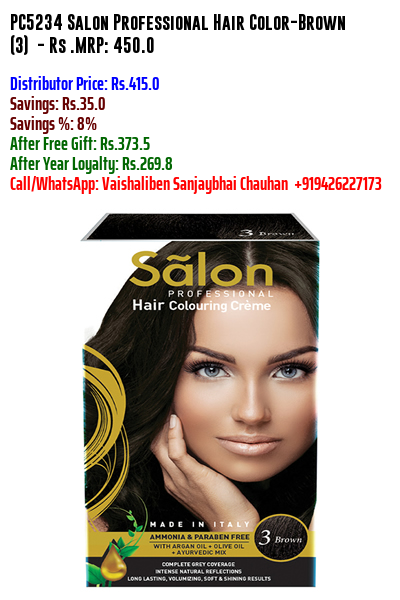 PC5234 Salon Professional Hair Color-Brown
(3) - Rs .MRP: 450.0
Distributor Price: Rs.415.0
Savings: Rs.35.0
Savings %: 8%
After Free Gift: Rs.373.5
After Year Loyalty: Rs.269.8
Call/WhatsApp: Vaishaliben Sanjaybhai Chauhan +919426227173
3 Brown
Sãlon
PROFESSIONAL
Hair Colouring Crème
MADE IN ITALY
AMMONIA & PARABEN FREE
WITH ARGAN OIL + OLIVE OIL
+ AYURVEDIC MIX
3 Brown
COMPLETE GREY COVERAGE
INTENSE NATURAL REFLECTIONS
LONG LASTING, VOLUMIZING, SOFT & SHINING RESULTS